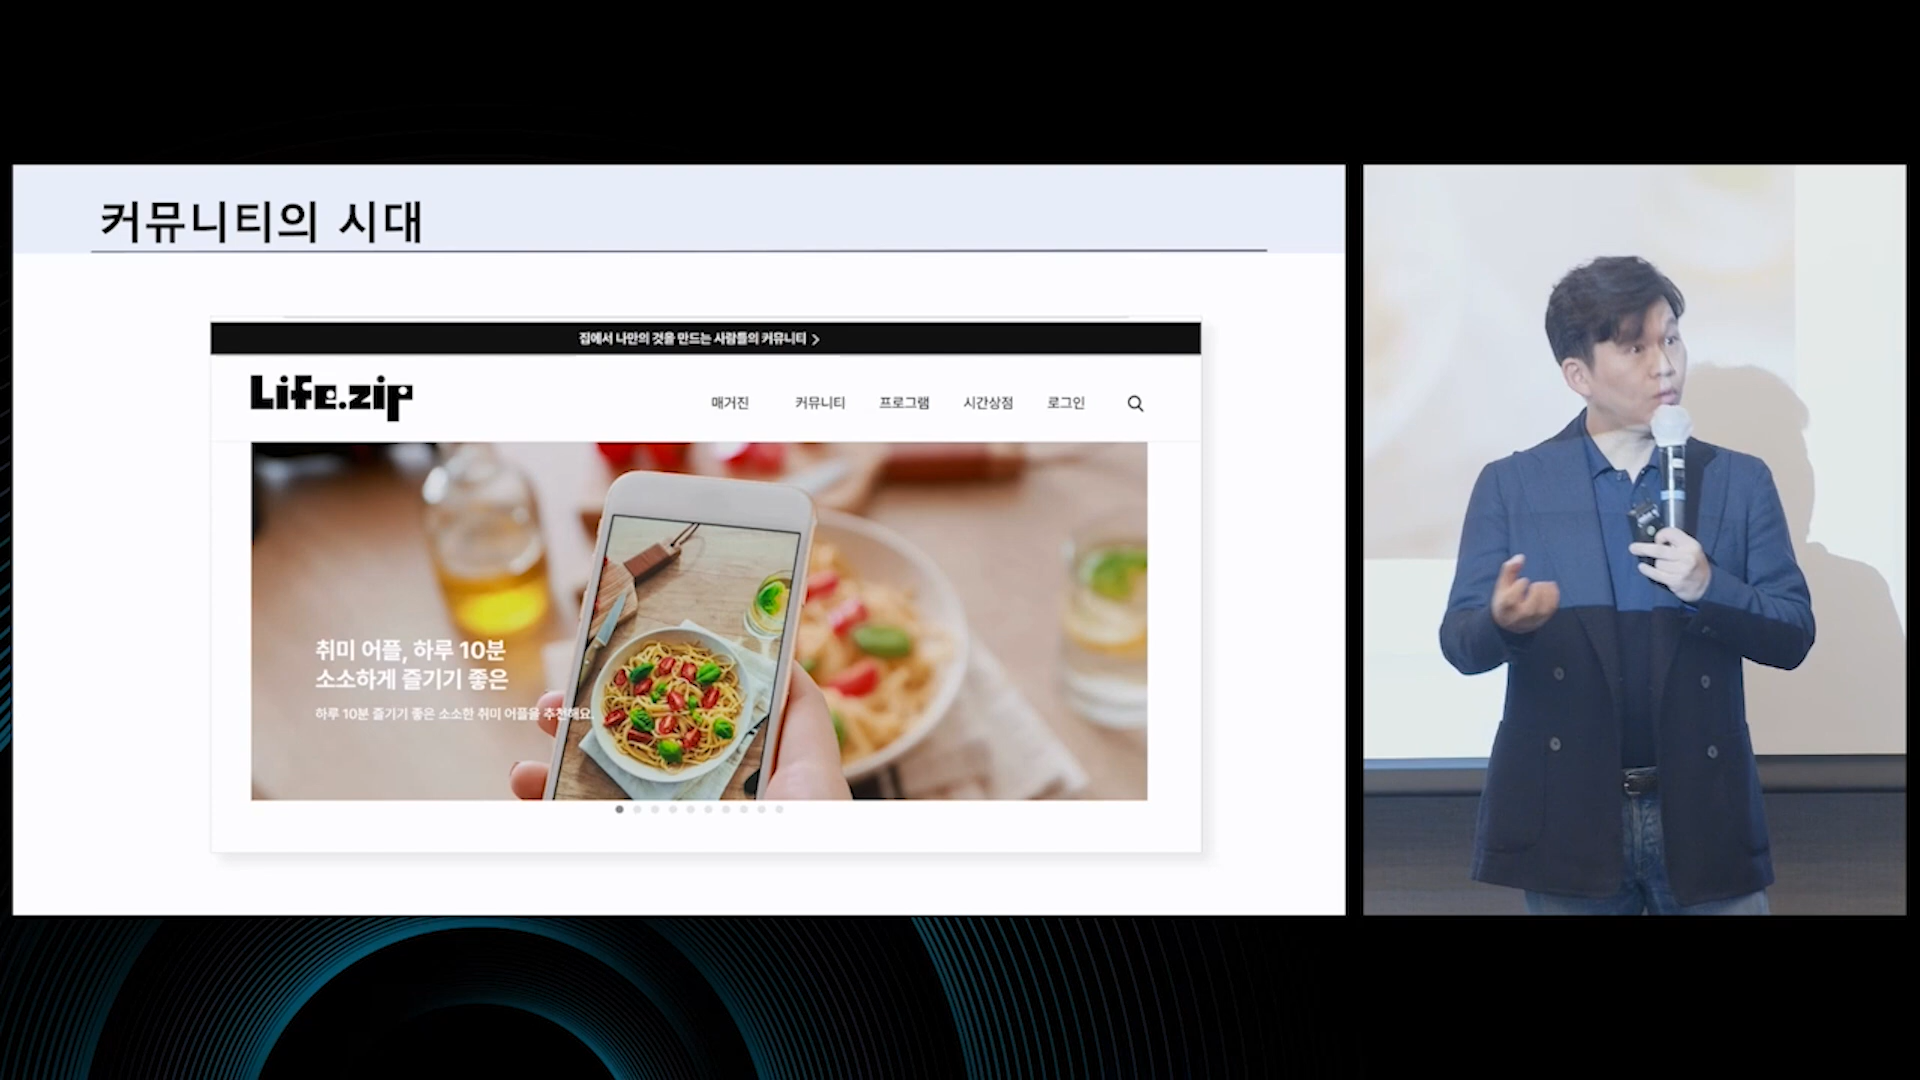 커뮤니티의 시대
집에서 나만의 것을 만드는 사람들의 커뮤니티
Life.zip
매거진 커뮤니티 프로그램 시간상점 로그인
취미 어플, 하루 10분
소소하게 즐기기 좋은
하루 10분 즐기기 좋은 소소한 취미 어플을 추천해요.